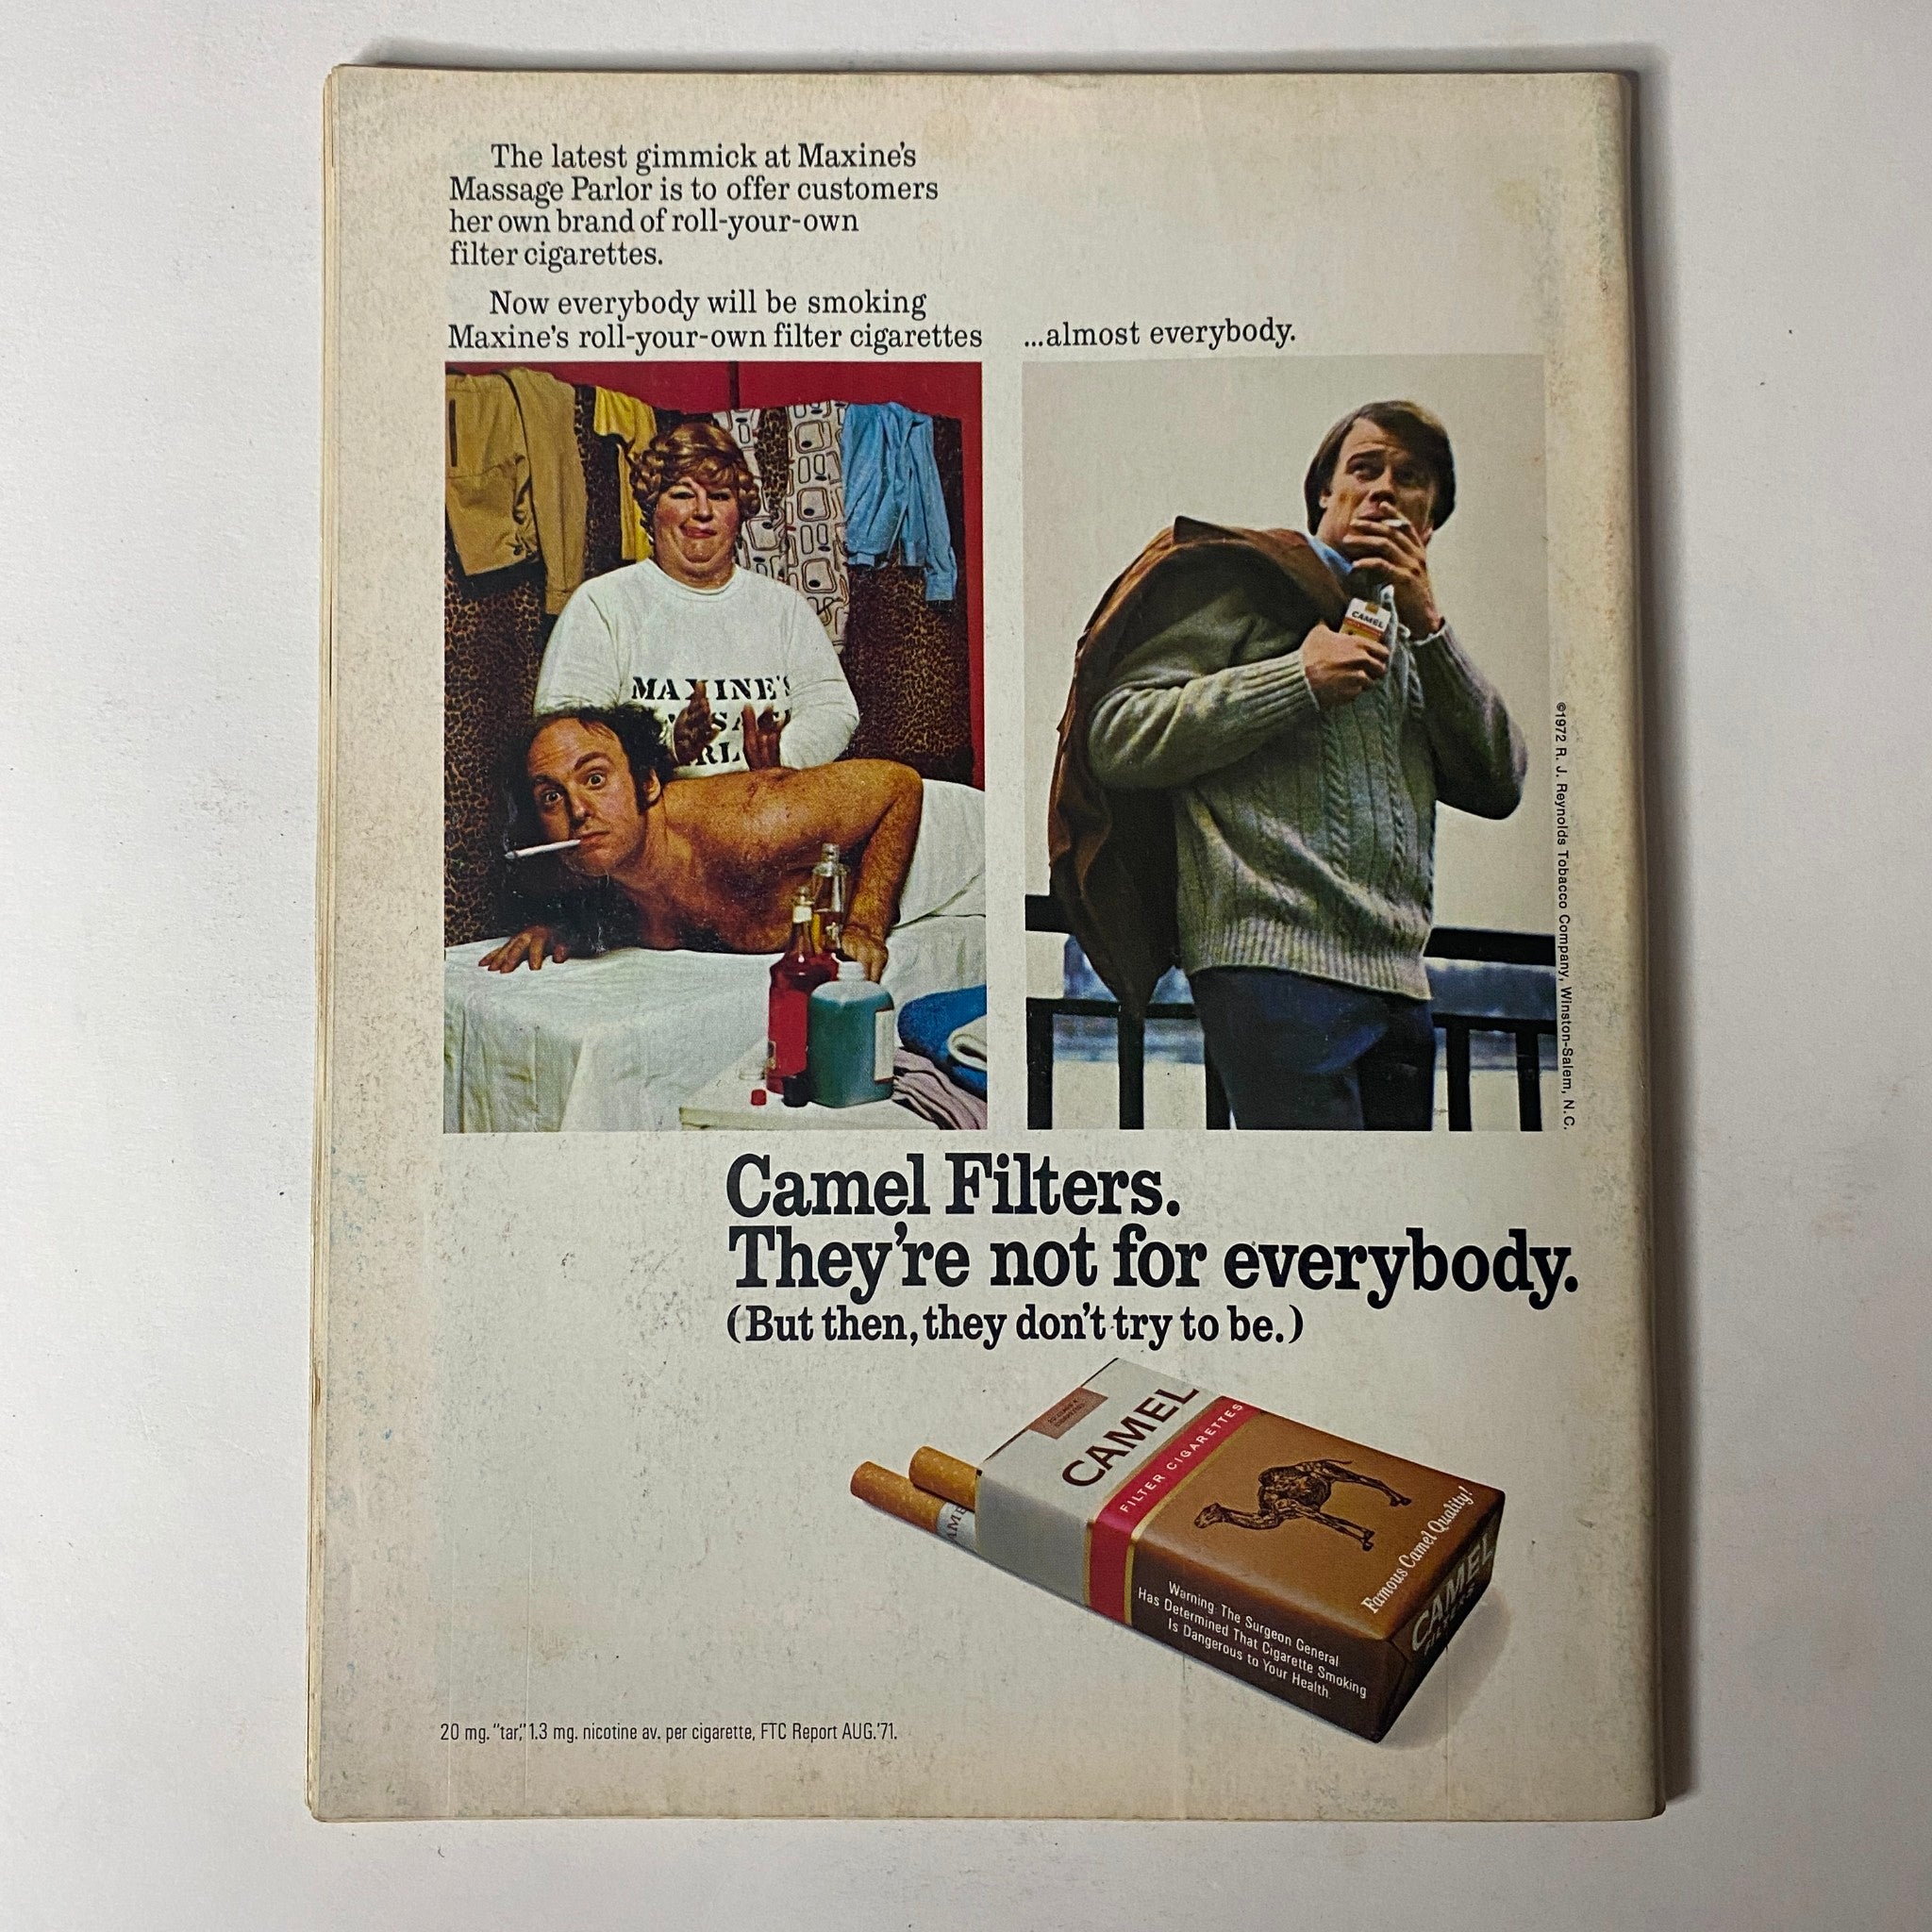 The latest gimmick at Maxine's
Massage Parlor is to offer customers
her own brand of roll-your-own
filter cigarettes.
Now everybody will be smoking
Maxine's roll-your-own filter cigarettes
...almost everybody.
MAXINE'S
CAMEL
©1972 R. J. Reynolds Tobacco Company, Winston-Salem, N.C.
Camel Filters.
They're not for everybody.
(But then, they don't try to be.)
CAMEL
FILTER CIGARETTES
Famous Camel Quality!
CAMEL
FILTERS
Warning: The Surgeon General
Has Determined That Cigarette Smoking
Is Dangerous to Your Health.
20 mg. "tar," 1.3 mg. nicotine av. per cigarette, FTC Report AUG.'71.